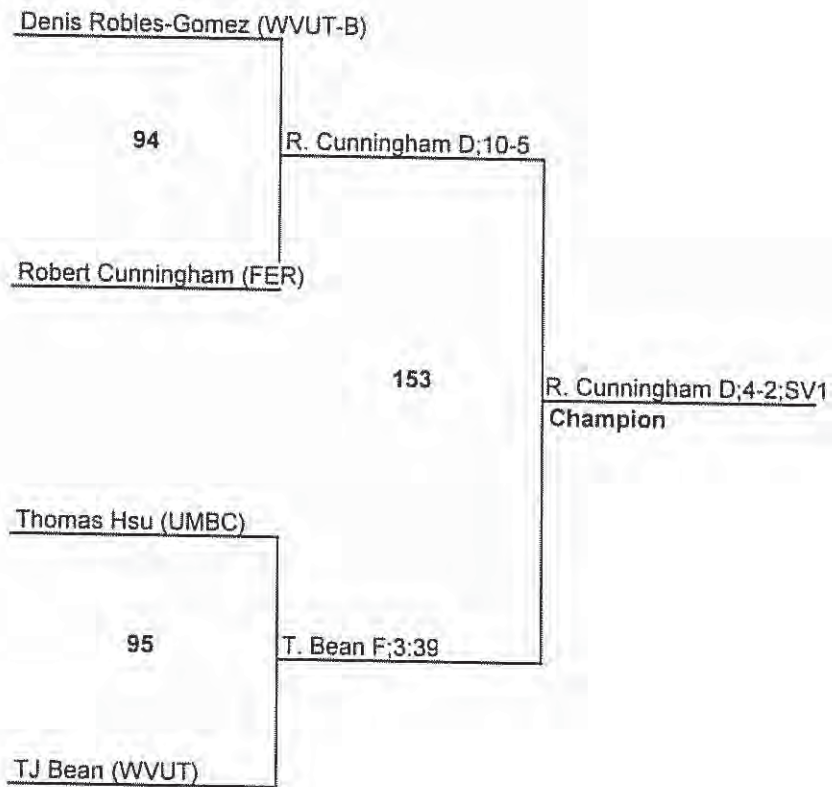 Denis Robles-Gomez (WVUT-B)
94
R. Cunningham D;10-5
Robert Cunningham (FER)
153
R. Cunningham D;4-2;SV1
Champion
Thomas Hsu (UMBC)
95
T. Bean F;3:39
TJ Bean (WVUT)